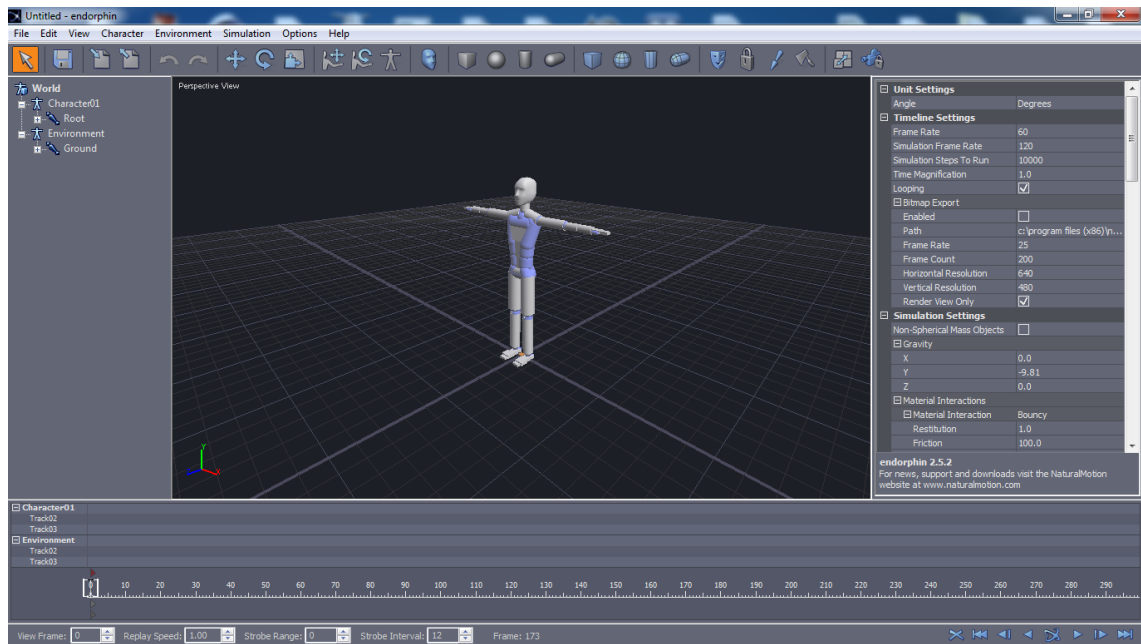 Untitled - endorphin
File Edit View Character Environment Simulation Options Help
World
Character01
Root
Environment
Ground
Perspective View
Y
X
Unit Settings
Angle Degrees
Timeline Settings
Frame Rate 60
Simulation Frame Rate 120
Simulation Steps To Run 10000
Time Magnification 1.0
Looping
Bitmap Export
Enabled
Path c:\program files (x86)\n...
Frame Rate 25
Frame Count 200
Horizontal Resolution 640
Vertical Resolution 480
Render View Only
Simulation Settings
Non-Spherical Mass Objects
Gravity
X 0.0
Y -9.81
Z 0.0
Material Interactions
Material Interaction Bouncy
Restitution 1.0
Friction 100.0
endorphin 2.5.2
For news, support and downloads visit the NaturalMotion
website at www.naturalmotion.com
Character01
Track02
Track03
Environment
Track02
Track03
0 10 20 30 40 50 60 70 80 90 100 110 120 130 140 150 160 170 180 190 200 210 220 230 240 250 260 270 280 290
View Frame: 0 Replay Speed: 1.00 Strobe Range: 0 Strobe Interval: 12 Frame: 173